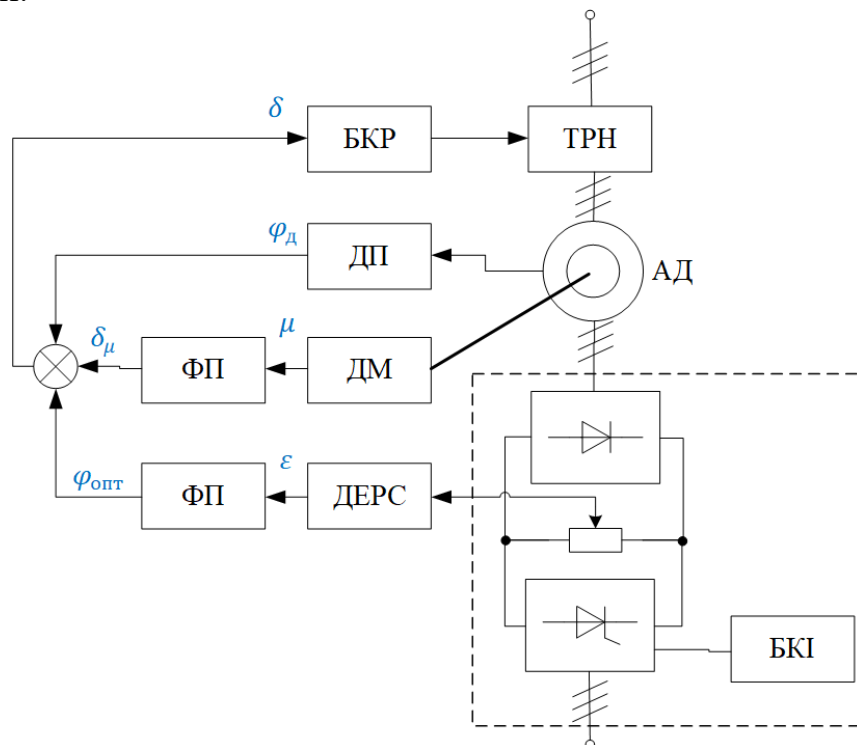 δ
БКР
ТРН
φд
ДП
АД
δμ
ФП
μ
ДМ
φопт
ФП
ε
ДЕРС
БКІ